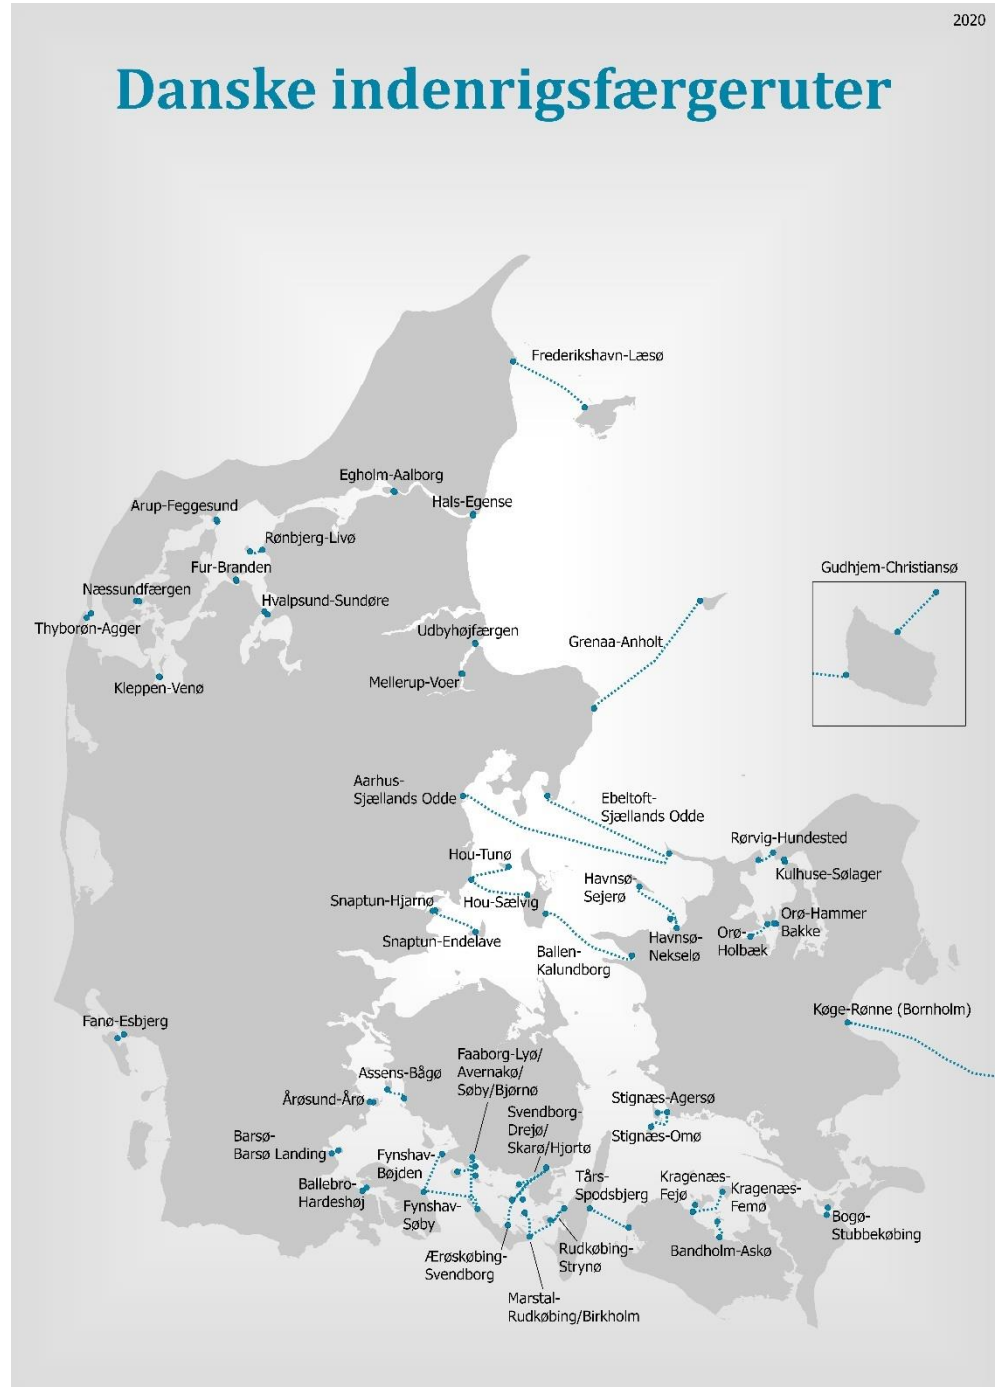 2020
Danske indenrigsfærgeruter
Frederikshavn-Læsø
Egholm-Aalborg
Hals-Egense
Arup-Feggesund
Rønbjerg-Livø
Fur-Branden
Næssundfærgen
Hvalpsund-Sundøre
Thyborøn-Agger
Kleppen-Venø
Udbyhøjfærgen
Mellerup-Voer
Grenaa-Anholt
Gudhjem-Christiansø
Aarhus-
Sjællands Odde
Ebeltoft-
Sjællands Odde
Rørvig-Hundested
Kulhuse-Sølager
Hou-Tunø
Hou-Sælvig
Snaptun-Hjarnø
Snaptun-Endelave
Havnsø-
Sejerø
Havnsø-
Nekselø
Orø-
Holbæk
Orø-Hammer
Bakke
Ballen-
Kalundborg
Køge-Rønne (Bornholm)
Fanø-Esbjerg
Assens-Bågø
Årøsund-Årø
Barsø-
Barsø Landing
Ballebro-
Hardeshøj
Fynshav-
Bøjden
Fynshav-
Søby
Faaborg-Lyø/
Avernakø/
Søby/Bjørnø
Svendborg-
Drejø/
Skarø/Hjortø
Stignæs-Agersø
Stignæs-Omø
Tårs-
Spodsbjerg
Kragenæs-
Fejø
Kragenæs-
Femø
Bandholm-Askø
Bogø-
Stubbekøbing
Ærøskøbing-
Svendborg
Rudkøbing-
Strynø
Marstal-
Rudkøbing/Birkholm